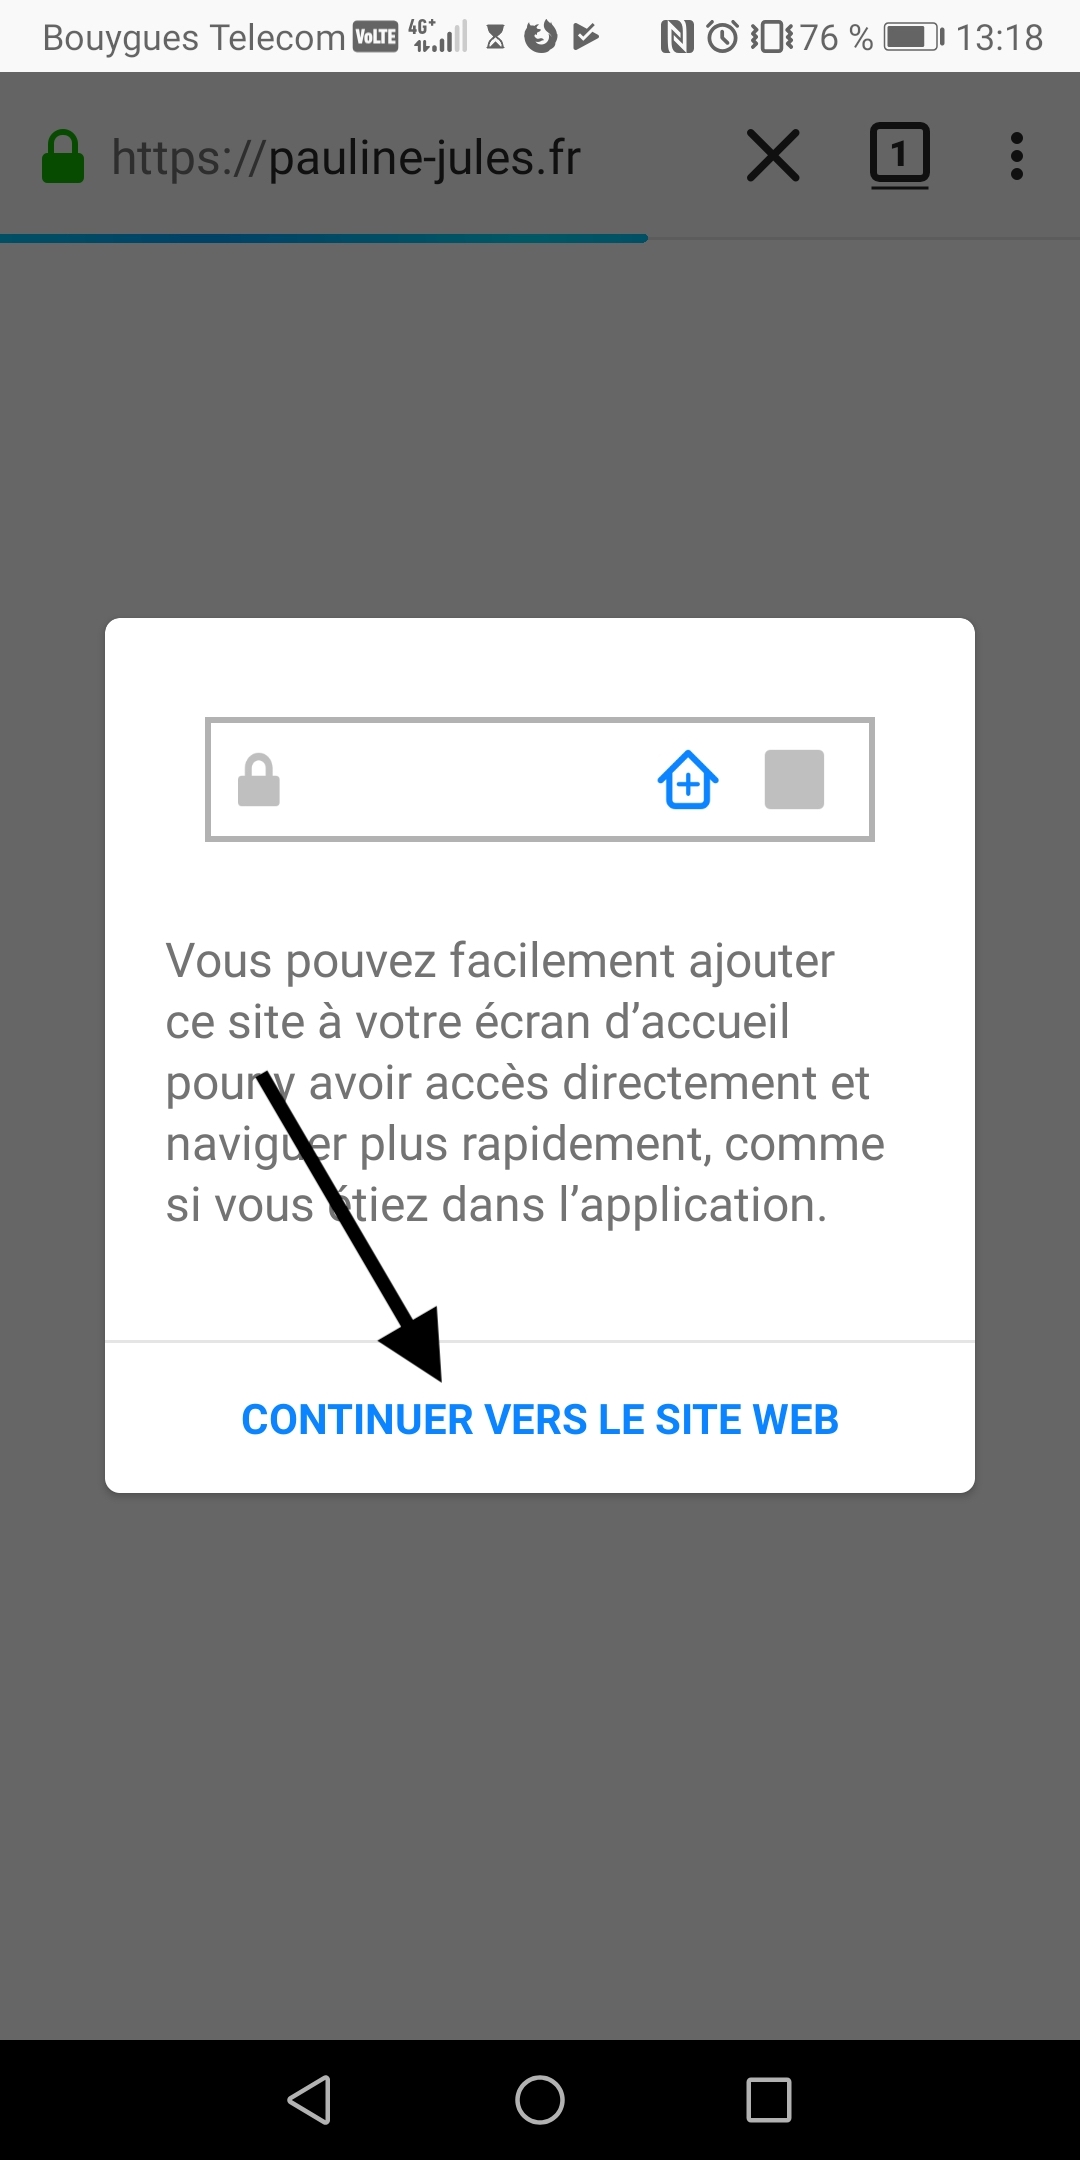 Bouygues Telecom VoLTE 4G+ 76 % 13:18
https://pauline-jules.fr 1
Vous pouvez facilement ajouter
ce site à votre écran d’accueil
pour y avoir accès directement et
naviguer plus rapidement, comme
si vous étiez dans l’application.
CONTINUER VERS LE SITE WEB